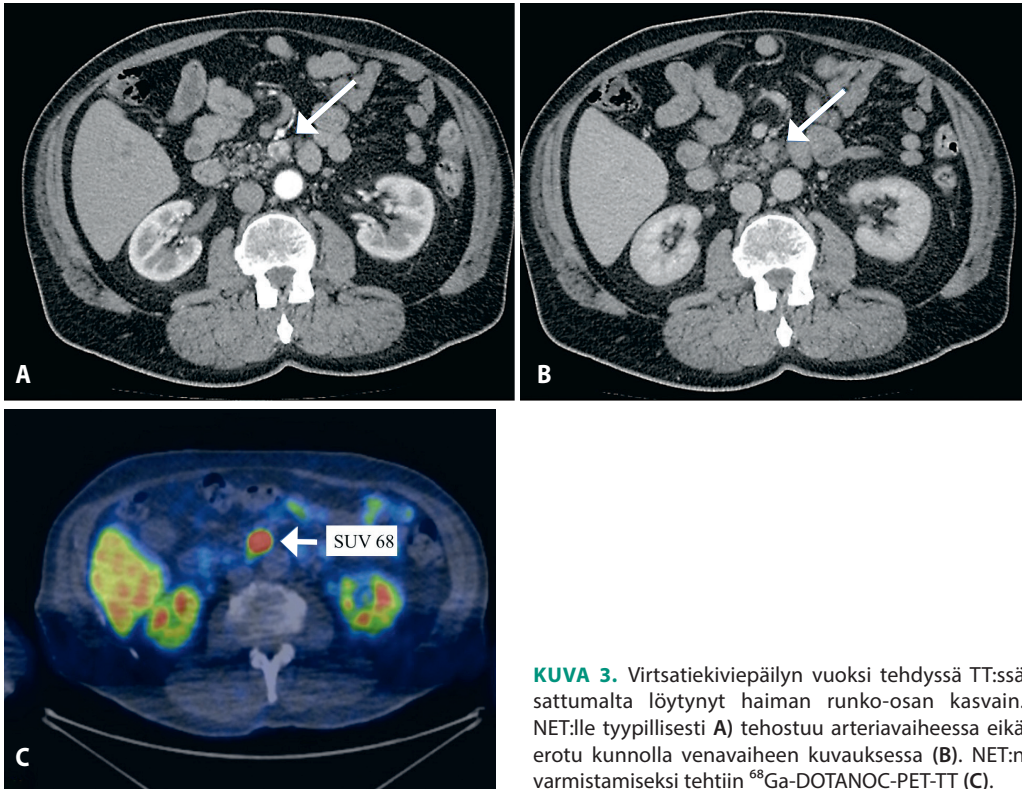 A
B
SUV 68
C
KUVA 3. Virtsatiekiviepäilyn vuoksi tehdyssä TT:ssä
sattumalta löytynyt haiman runko-osan kasvain.
NET:lle tyypillisesti A) tehostuu arteriavaiheessa eikä
erotu kunnolla venavaiheen kuvauksessa (B). NET:n
varmistamiseksi tehtiin ⁶⁸Ga-DOTANOC-PET-TT (C).